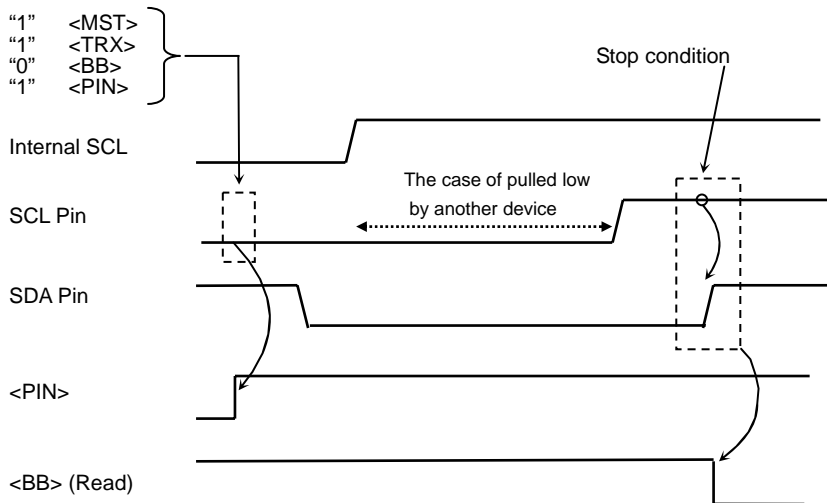 “1” <MST>
“1” <TRX>
“0” <BB>
“1” <PIN>
Stop condition
Internal SCL
The case of pulled low
by another device
SCL Pin
SDA Pin
<PIN>
<BB> (Read)